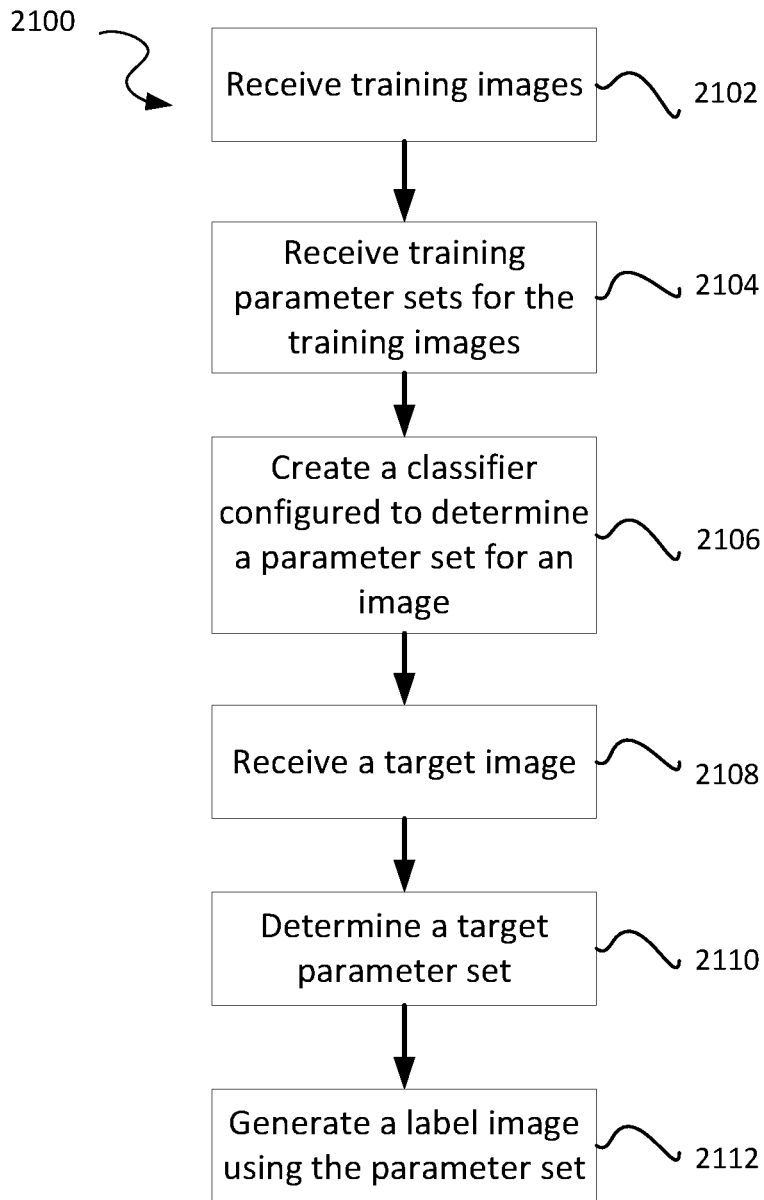 2100
Receive training images
2102
Receive training
parameter sets for the
training images
2104
Create a classifier
configured to determine
a parameter set for an
image
2106
Receive a target image
2108
Determine a target
parameter set
2110
Generate a label image
using the parameter set
2112